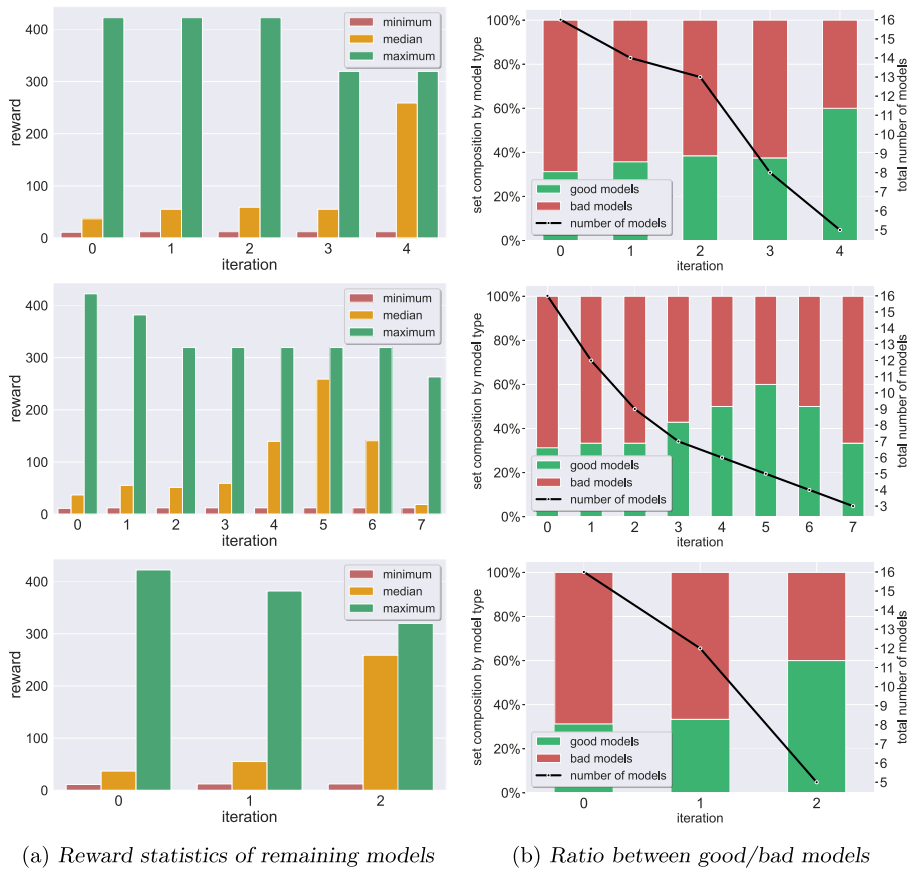 400
300
200
100
0
reward
minimum
median
maximum
0 1 2 3 4
iteration
100%
80%
60%
40%
20%
0%
set composition by model type
good models
bad models
number of models
0 1 2 3 4
iteration
16
15
14
13
12
11
10
9
8
7
6
5
total number of models
400
300
200
100
0
reward
minimum
median
maximum
0 1 2 3 4 5 6 7
iteration
100%
80%
60%
40%
20%
0%
set composition by model type
good models
bad models
number of models
0 1 2 3 4 5 6 7
iteration
16
15
14
13
12
11
10
9
8
7
6
5
4
3
total number of models
400
300
200
100
0
reward
minimum
median
maximum
0 1 2
iteration
100%
80%
60%
40%
20%
0%
set composition by model type
good models
bad models
number of models
0 1 2
iteration
16
15
14
13
12
11
10
9
8
7
6
5
total number of models
(a) Reward statistics of remaining models
(b) Ratio between good/bad models